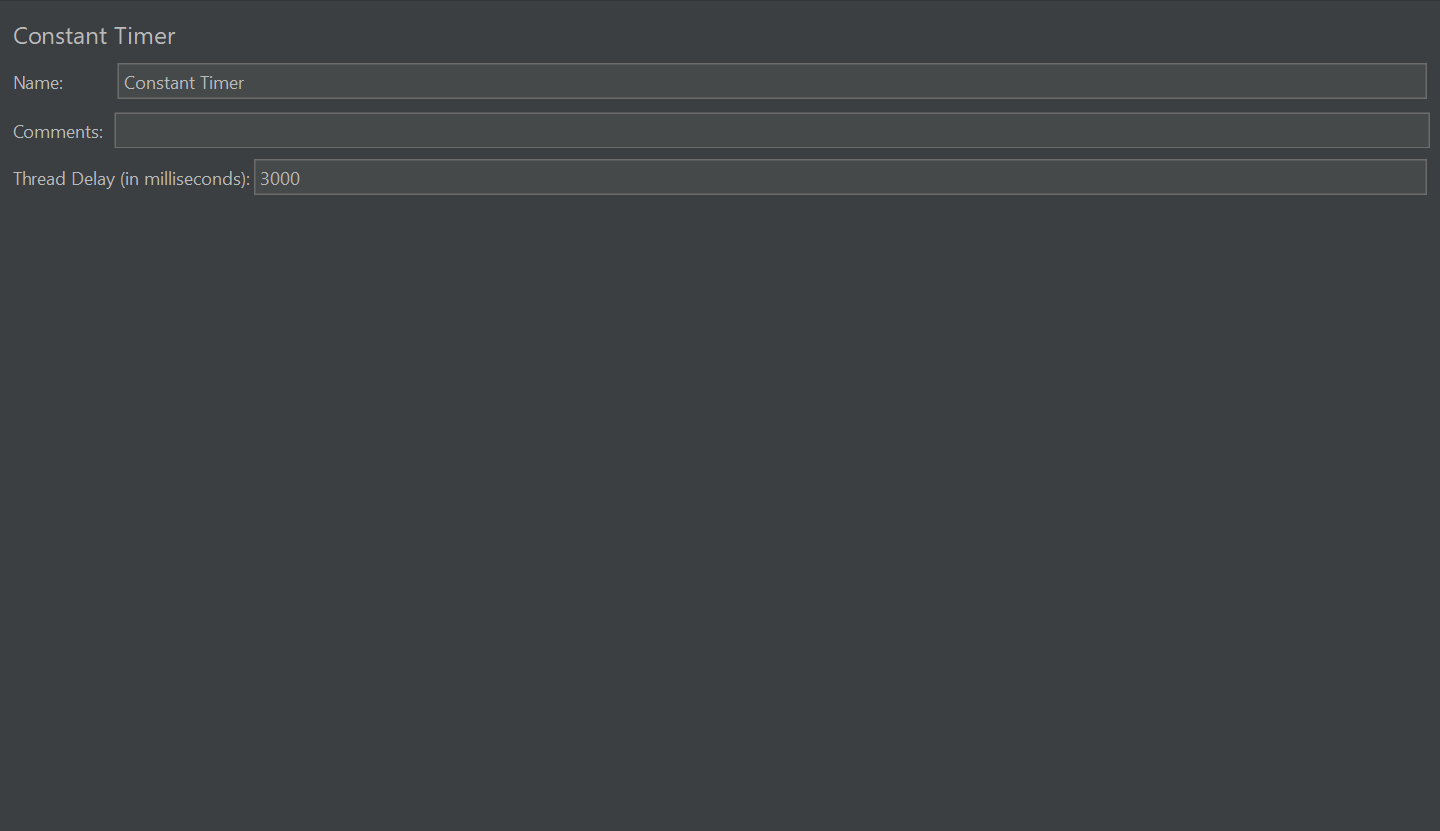 Constant Timer
Name: Constant Timer
Comments:
Thread Delay (in milliseconds): 3000